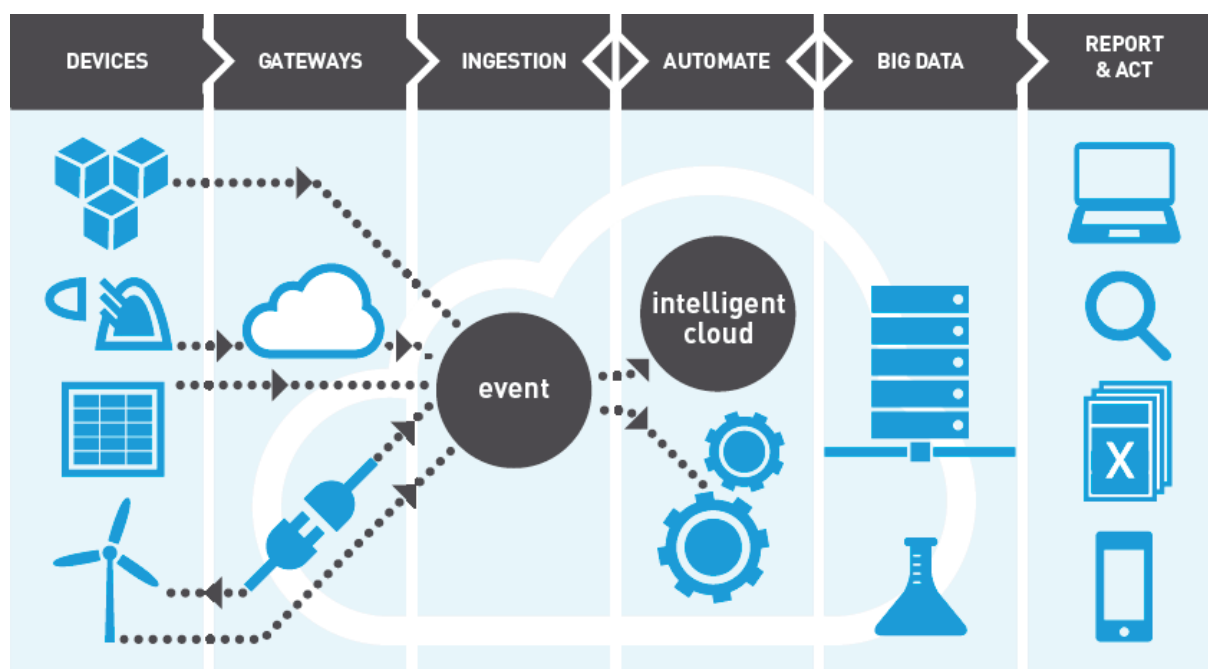 DEVICES
GATEWAYS
INGESTION
AUTOMATE
BIG DATA
REPORT
& ACT
intelligent
cloud
event
X